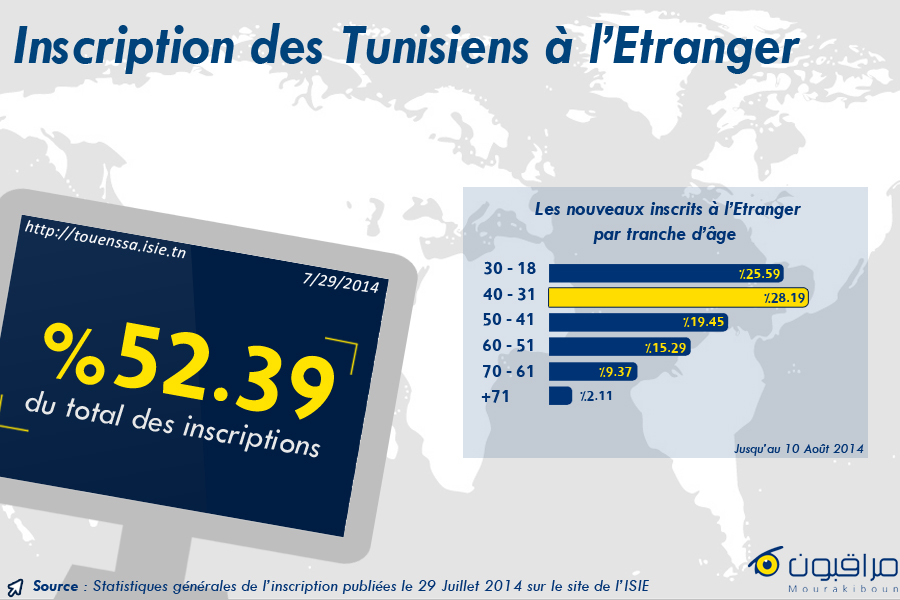 Inscription des Tunisiens à l'Etranger
http://touenssa.isie.tn
7/29/2014
%52.39
du total des inscriptions
Les nouveaux inscrits à l'Etranger
par tranche d'âge
30 - 18 ٪25.59
40 - 31 ٪28.19
50 - 41 ٪19.45
60 - 51 ٪15.29
70 - 61 ٪9.37
+71 ٪2.11
Jusqu'au 10 Août 2014
Source : Statistiques générales de l'inscription publiées le 29 Juillet 2014 sur le site de l'ISIE
مراقبون
Mourakiboun